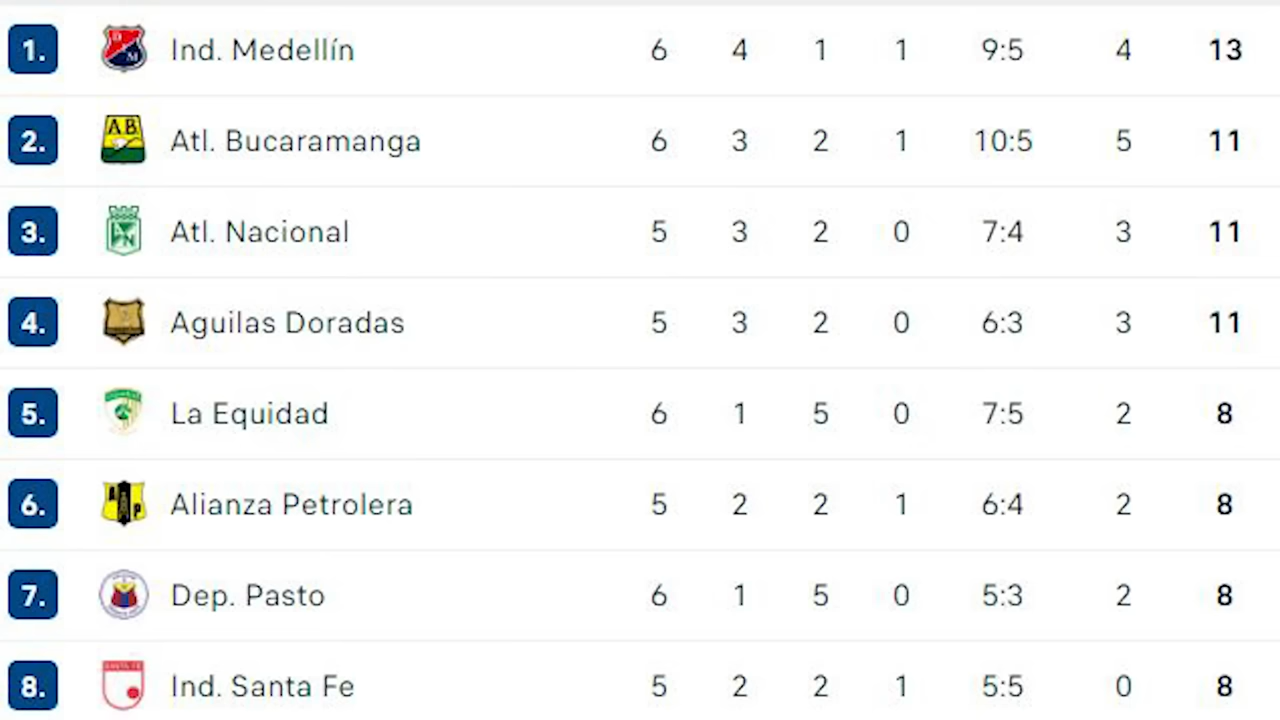 1. Ind. Medellín 6 4 1 1 9:5 4 13
2. Atl. Bucaramanga 6 3 2 1 10:5 5 11
3. Atl. Nacional 5 3 2 0 7:4 3 11
4. Aguilas Doradas 5 3 2 0 6:3 3 11
5. La Equidad 6 1 5 0 7:5 2 8
6. Alianza Petrolera 5 2 2 1 6:4 2 8
7. Dep. Pasto 6 1 5 0 5:3 2 8
8. Ind. Santa Fe 5 2 2 1 5:5 0 8